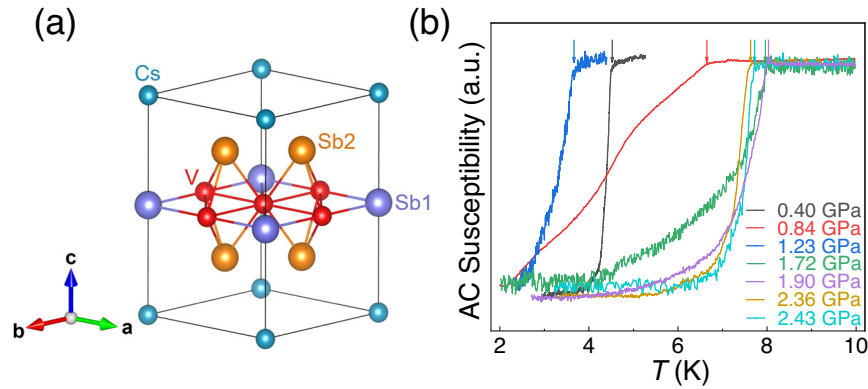 (a)
Cs
Sb2
V
Sb1
c
b
a
(b)
AC Susceptibility (a.u.)
0.40 GPa
0.84 GPa
1.23 GPa
1.72 GPa
1.90 GPa
2.36 GPa
2.43 GPa
2 4 6 8 10
T (K)